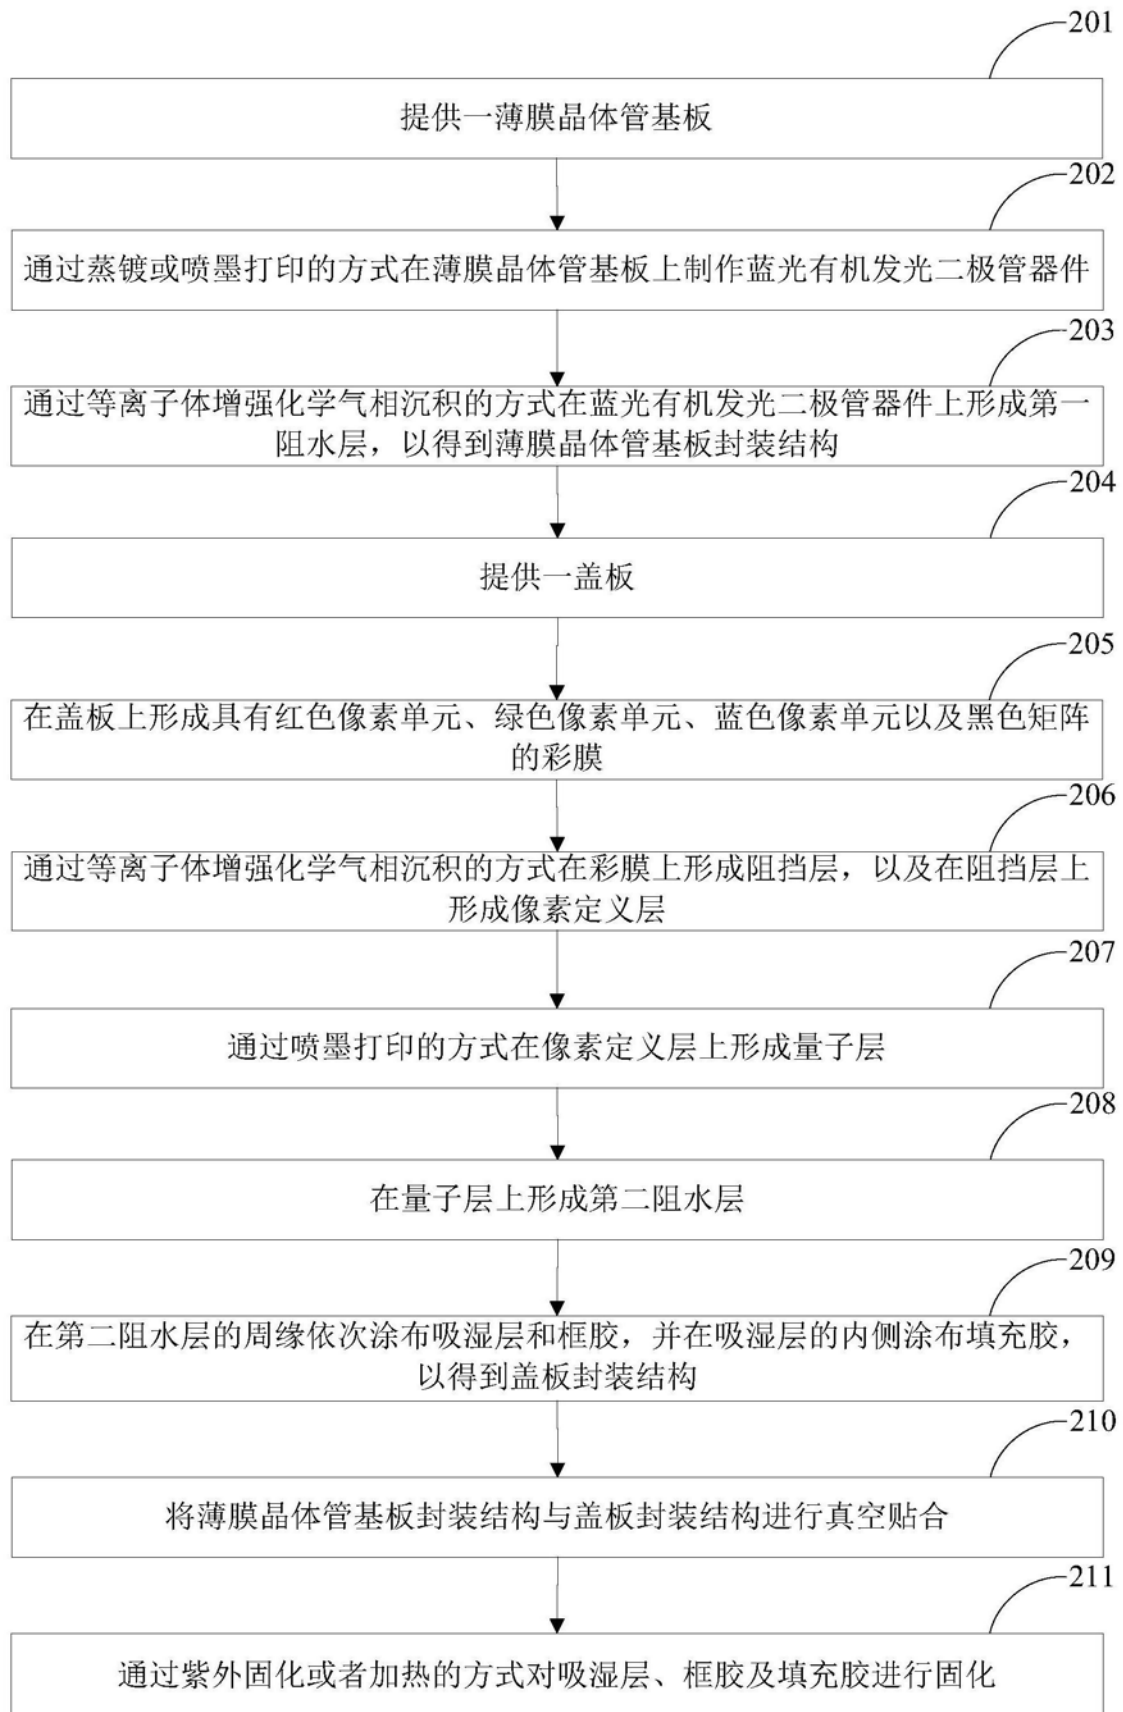 201
提供一薄膜晶体管基板
202
通过蒸镀或喷墨打印的方式在薄膜晶体管基板上制作蓝光有机发光二极管器件
203
通过等离子体增强化学气相沉积的方式在蓝光有机发光二极管器件上形成第一
阻水层，以得到薄膜晶体管基板封装结构
204
提供一盖板
205
在盖板上形成具有红色像素单元、绿色像素单元、蓝色像素单元以及黑色矩阵
的彩膜
206
通过等离子体增强化学气相沉积的方式在彩膜上形成阻挡层，以及在阻挡层上
形成像素定义层
207
通过喷墨打印的方式在像素定义层上形成量子层
208
在量子层上形成第二阻水层
209
在第二阻水层的周缘依次涂布吸湿层和框胶，并在吸湿层的内侧涂布填充胶，
以得到盖板封装结构
210
将薄膜晶体管基板封装结构与盖板封装结构进行真空贴合
211
通过紫外固化或者加热的方式对吸湿层、框胶及填充胶进行固化